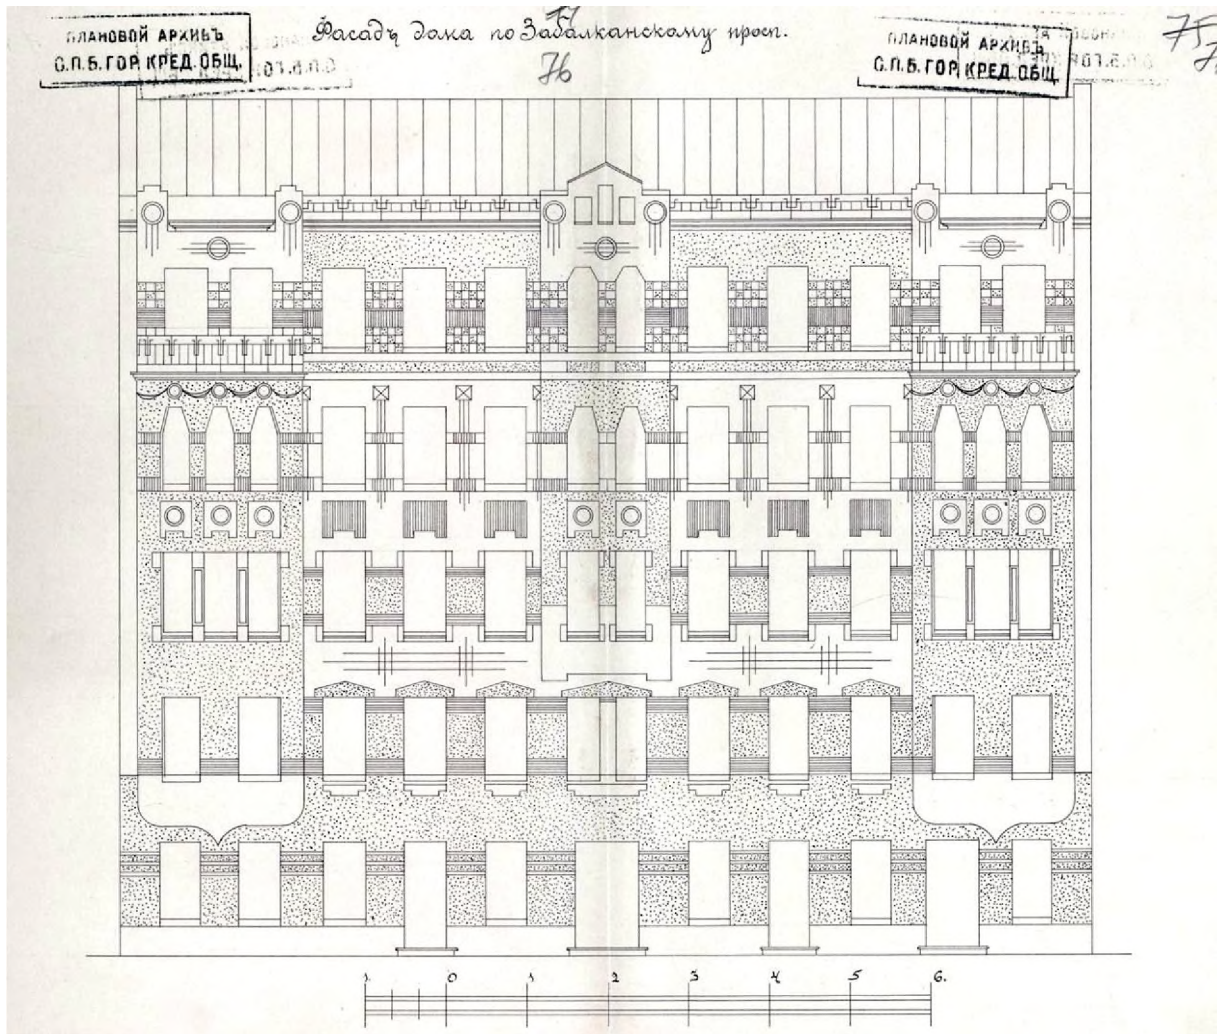 ПЛАНОВОЙ АРХИВЪ
С.П.Б. ГОР. КРЕД. ОБЩ.
Фасадъ дома по Забалканскому просп.
17
76
ПЛАНОВОЙ АРХИВЪ
С.П.Б. ГОР. КРЕД. ОБЩ.
75
1. 0 1 2 3 4 5 6.